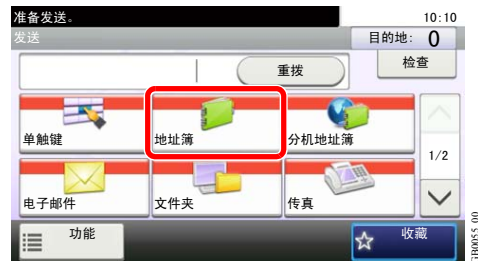 准备发送。 10:10
发送 目的地: 0
重拨 检查
单触键 地址簿 分机地址簿
1/2
电子邮件 文件夹 传真
功能 收藏
GB0055_00